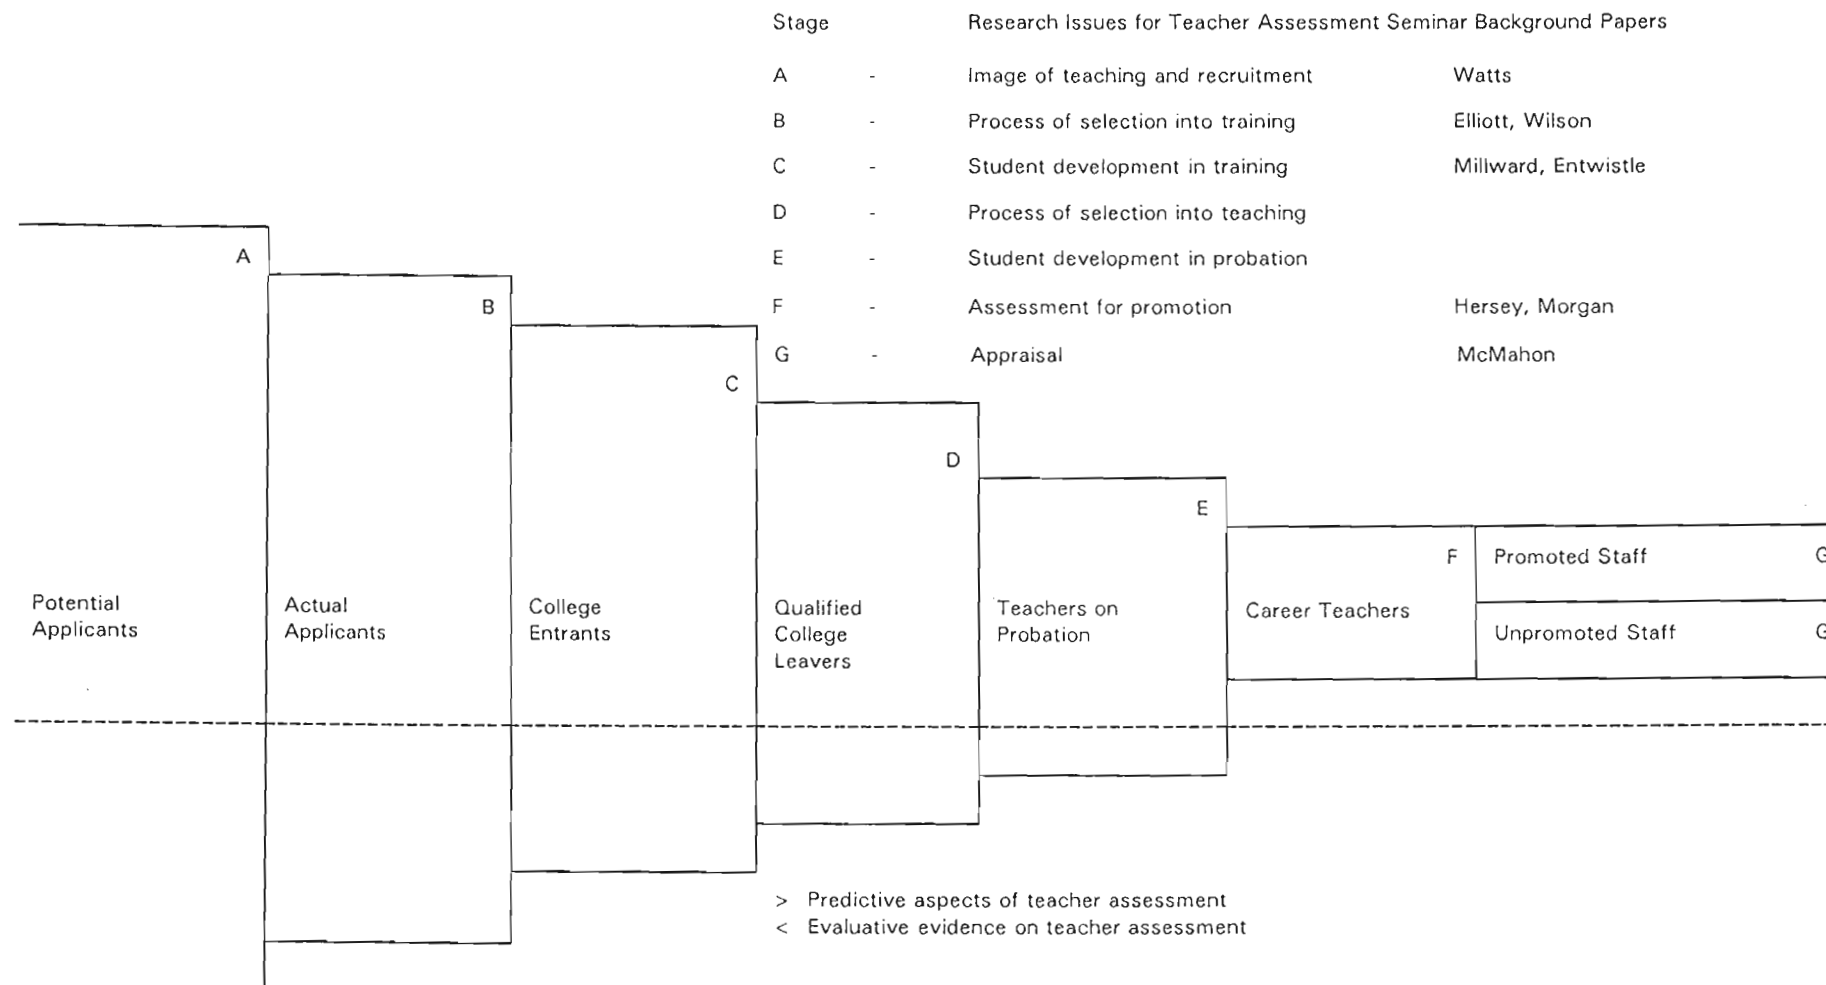 Stage Research Issues for Teacher Assessment Seminar Background Papers
A - Image of teaching and recruitment Watts
B - Process of selection into training Elliott, Wilson
C - Student development in training Millward, Entwistle
D - Process of selection into teaching
E - Student development in probation
F - Assessment for promotion Hersey, Morgan
G - Appraisal McMahon
A
B
C
D
E
F
Promoted Staff G
Potential
Applicants
Actual
Applicants
College
Entrants
Qualified
College
Leavers
Teachers on
Probation
Career Teachers
Unpromoted Staff G
> Predictive aspects of teacher assessment
< Evaluative evidence on teacher assessment